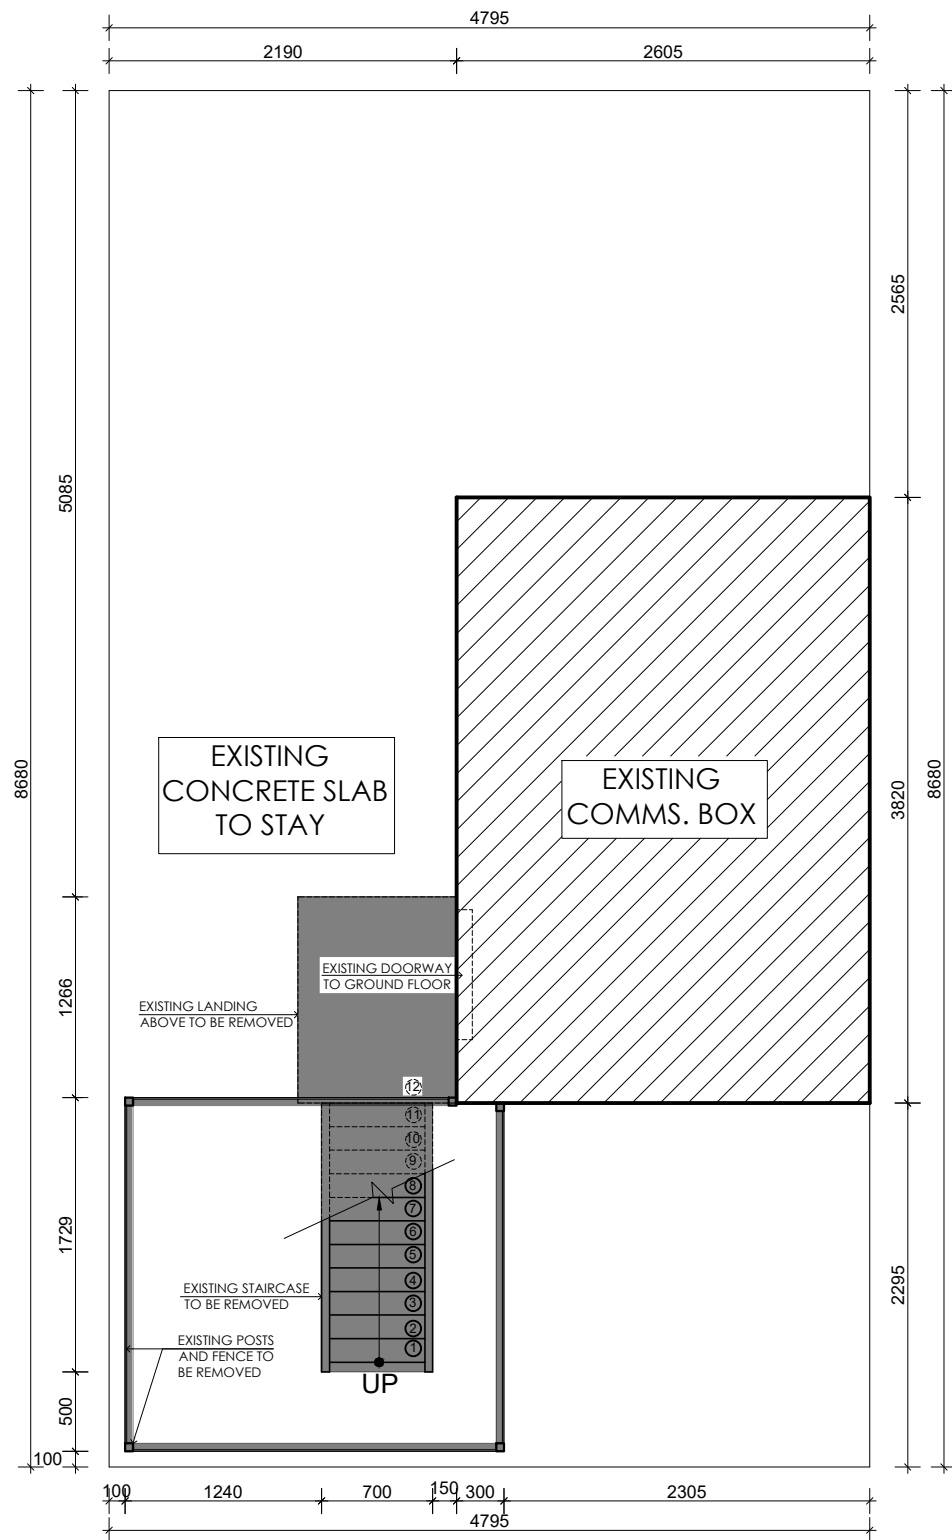 4795
2190
2605
2565
5085
8680
3820
8680
EXISTING
CONCRETE SLAB
TO STAY
EXISTING
COMMS. BOX
EXISTING DOORWAY
TO GROUND FLOOR
1266
EXISTING LANDING
ABOVE TO BE REMOVED
12
11
10
9
8
7
6
5
4
3
2
1
1729
EXISTING STAIRCASE
TO BE REMOVED
2295
EXISTING POSTS
AND FENCE TO
BE REMOVED
UP
500
100
100
1240
700
150
300
2305
4795